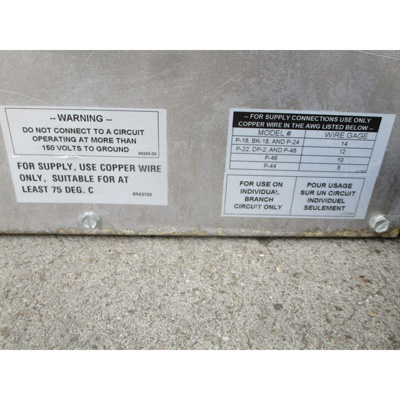 -- WARNING --
DO NOT CONNECT TO A CIRCUIT
OPERATING AT MORE THAN
150 VOLTS TO GROUND
FOR SUPPLY, USE COPPER WIRE
ONLY, SUITABLE FOR AT
LEAST 75 DEG. C
-- FOR SUPPLY CONNECTIONS USE ONLY
COPPER WIRE IN THE AWG LISTED BELOW --
MODEL # WIRE GAGE
P-18, BK-18, AND P-24 14
P-22, DP-2, AND P-48 12
P-46 10
P-44 8
FOR USE ON
INDIVIDUAL
BRANCH
CIRCUIT ONLY
POUR USAGE
SUR UN CIRCUIT
INDIVIDUEL
SEULEMENT